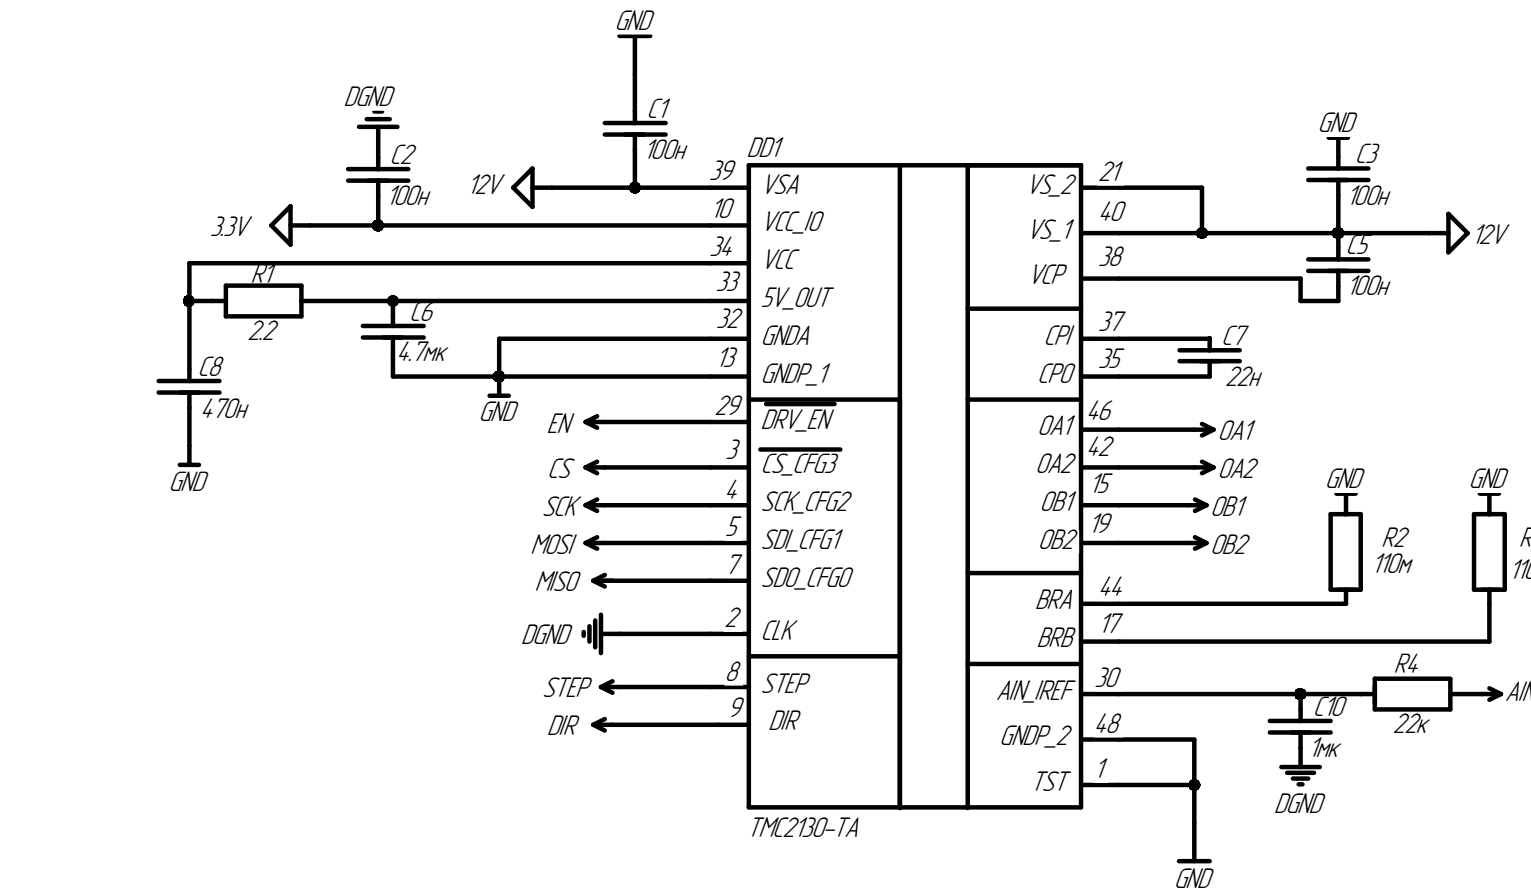 GND
DGND
C1
100н
C2
100н
GND
C3
100н
DD1
12V
39
VSA
3.3V
10
VCC_IO
34
VCC
R1
2.2
33
5V_OUT
C6
4.7мк
32
GNDA
13
GNDP_1
C8
470н
GND
GND
EN
29
DRV_EN
CS
3
CS_CFG3
SCK
4
SCK_CFG2
MOSI
5
SDI_CFG1
MISO
7
SDO_CFG0
DGND
2
CLK
STEP
8
STEP
DIR
9
DIR
TMC2130-TA
VS_2
21
VS_1
40
12V
VCP
38
C5
100н
CPI
37
C7
22н
CPO
35
OA1
46
OA1
OA2
42
OA2
OB1
15
OB1
OB2
19
OB2
GND
R2
110м
GND
BRA
44
BRB
17
AIN_IREF
30
R4
22к
C10
1мк
DGND
GNDP_2
48
TST
1
GND